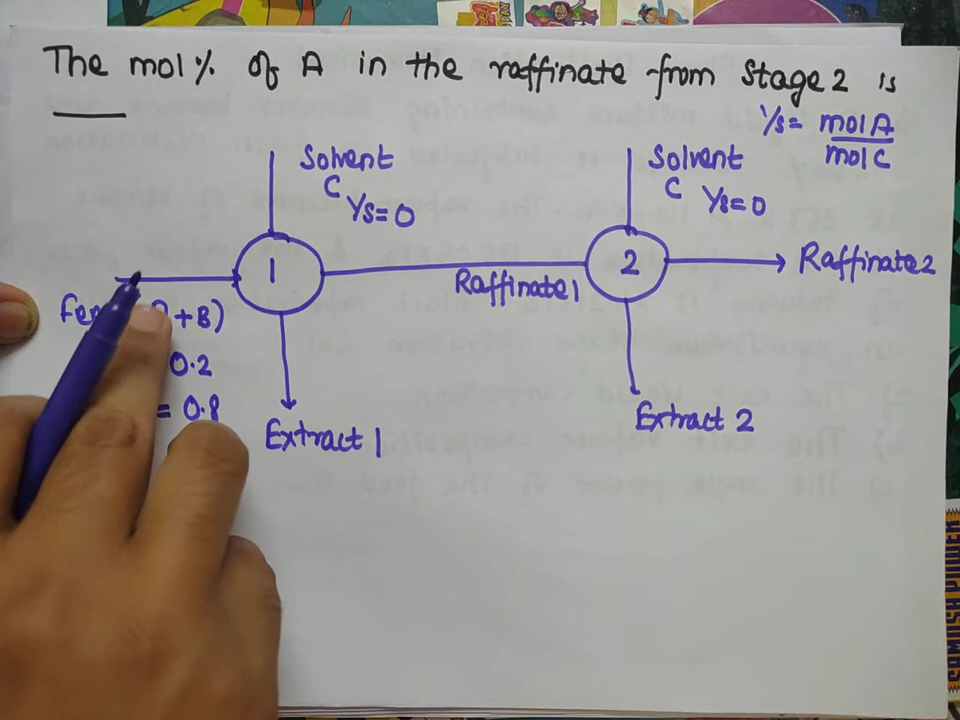 The mol% of A in the raffinate from Stage 2 is
Ys = mol A
mol C
Solvent
C Ys=0
Solvent
C Ys=0
1
2
Raffinate 1
Raffinate 2
+B)
0.2
= 0.8
Extract 1
Extract 2